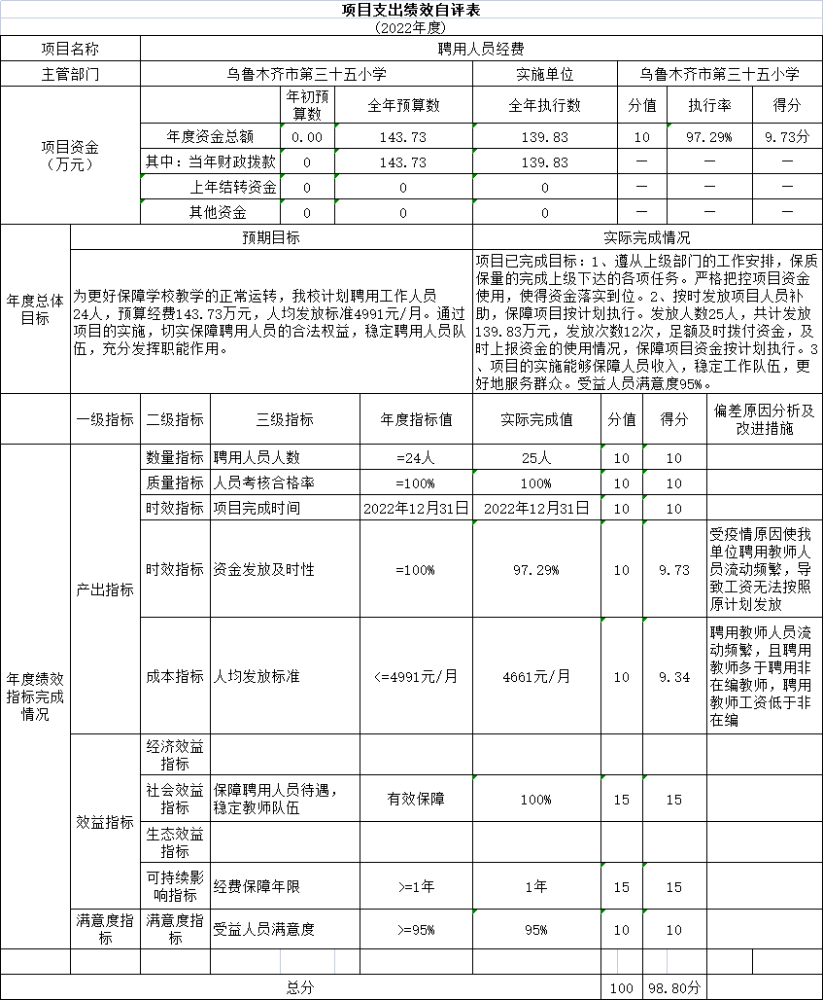 项目支出绩效自评表
(2022年度)
项目名称 聘用人员经费
主管部门 乌鲁木齐市第三十五小学 实施单位 乌鲁木齐市第三十五小学
项目资金
（万元）
年初预
算数 全年预算数 全年执行数 分值 执行率 得分
年度资金总额 0.00 143.73 139.83 10 97.29% 9.73分
其中：当年财政拨款 0 143.73 139.83 － － －
上年结转资金 0 0 0 － － －
其他资金 0 0 0 － － －
年度总体
目标
预期目标 实际完成情况
为更好保障学校教学的正常运转，我校计划聘用工作人员
24人，预算经费143.73万元，人均发放标准4991元/月。通过
项目的实施，切实保障聘用人员的合法权益，稳定聘用人员队
伍，充分发挥职能作用。
项目已完成目标：1、遵从上级部门的工作安排，保质
保量的完成上级下达的各项任务。严格把控项目资金
使用，使得资金落实到位。2、按时发放项目人员补
助，保障项目按计划执行。发放人数25人，共计发放
139.83万元，发放次数12次，足额及时拨付资金，及
时上报资金的使用情况，保障项目资金按计划执行。3
、项目的实施能够保障人员收入，稳定工作队伍，更
好地服务群众。受益人员满意度95%。
一级指标 二级指标 三级指标 年度指标值 实际完成值 分值 得分 偏差原因分析及
改进措施
年度绩效
指标完成
情况
产出指标
数量指标 聘用人员人数 =24人 25人 10 10
质量指标 人员考核合格率 =100% 100% 10 10
时效指标 项目完成时间 2022年12月31日 2022年12月31日 10 10
时效指标 资金发放及时性 =100% 97.29% 10 9.73
受疫情原因使我
单位聘用教师人
员流动频繁，导
致工资无法按照
原计划发放
成本指标 人均发放标准 <=4991元/月 4661元/月 10 9.34
聘用教师人员流
动频繁，且聘用
教师多于聘用非
在编教师，聘用
教师工资低于非
在编
效益指标
经济效益
指标
社会效益
指标 保障聘用人员待遇，
稳定教师队伍 有效保障 100% 15 15
生态效益
指标
可持续影
响指标 经费保障年限 >=1年 1年 15 15
满意度指
标 满意度指
标 受益人员满意度 >=95% 95% 10 10
总分 100 98.80分